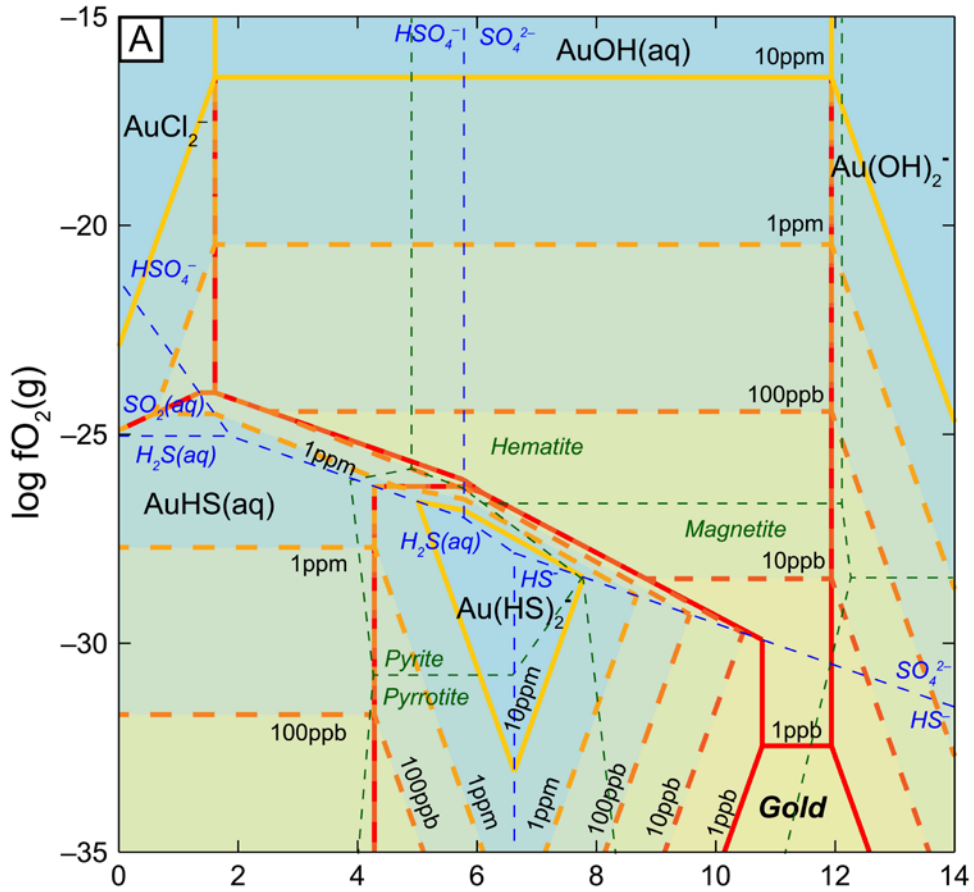 −15
A
HSO₄⁻ SO₄²⁻
AuOH(aq)
10ppm
AuCl₂⁻
Au(OH)₂⁻
−20
1ppm
HSO₄⁻
SO₂(aq)
100ppb
−25
H₂S(aq)
1ppm
Hematite
log fO₂(g)
AuHS(aq)
Magnetite
H₂S(aq)
1ppm
HS⁻
10ppb
Au(HS)₂⁻
−30
Pyrite
Pyrrotite
10ppm
SO₄²⁻
HS⁻
100ppb
1ppb
100ppb
1ppm
1ppm
100ppb
10ppb
1ppb
Gold
−35
0 2 4 6 8 10 12 14